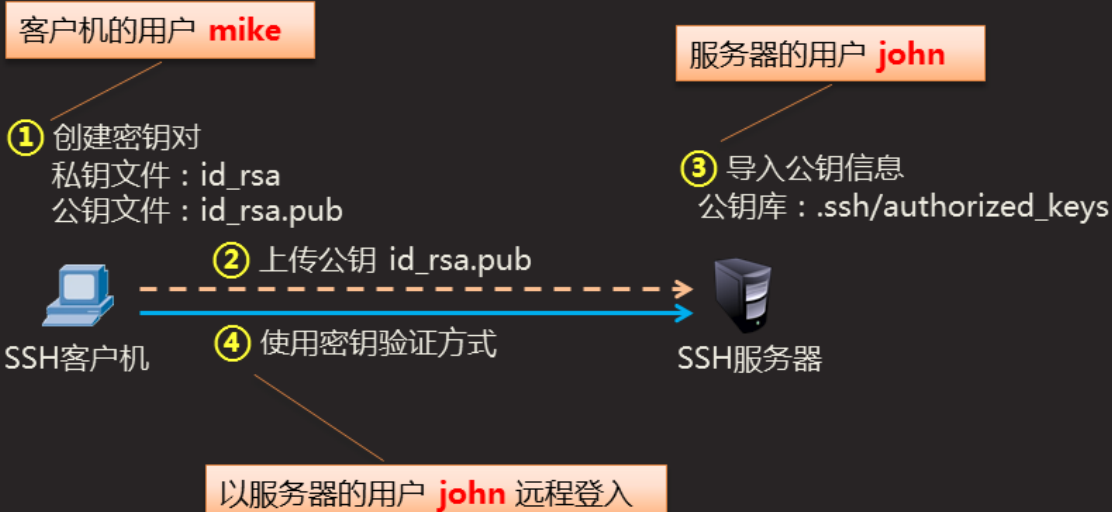 客户机的用户 mike
服务器的用户 john
① 创建密钥对
私钥文件：id_rsa
公钥文件：id_rsa.pub
③ 导入公钥信息
公钥库：.ssh/authorized_keys
② 上传公钥 id_rsa.pub
④ 使用密钥验证方式
SSH客户机
SSH服务器
以服务器的用户 john 远程登入